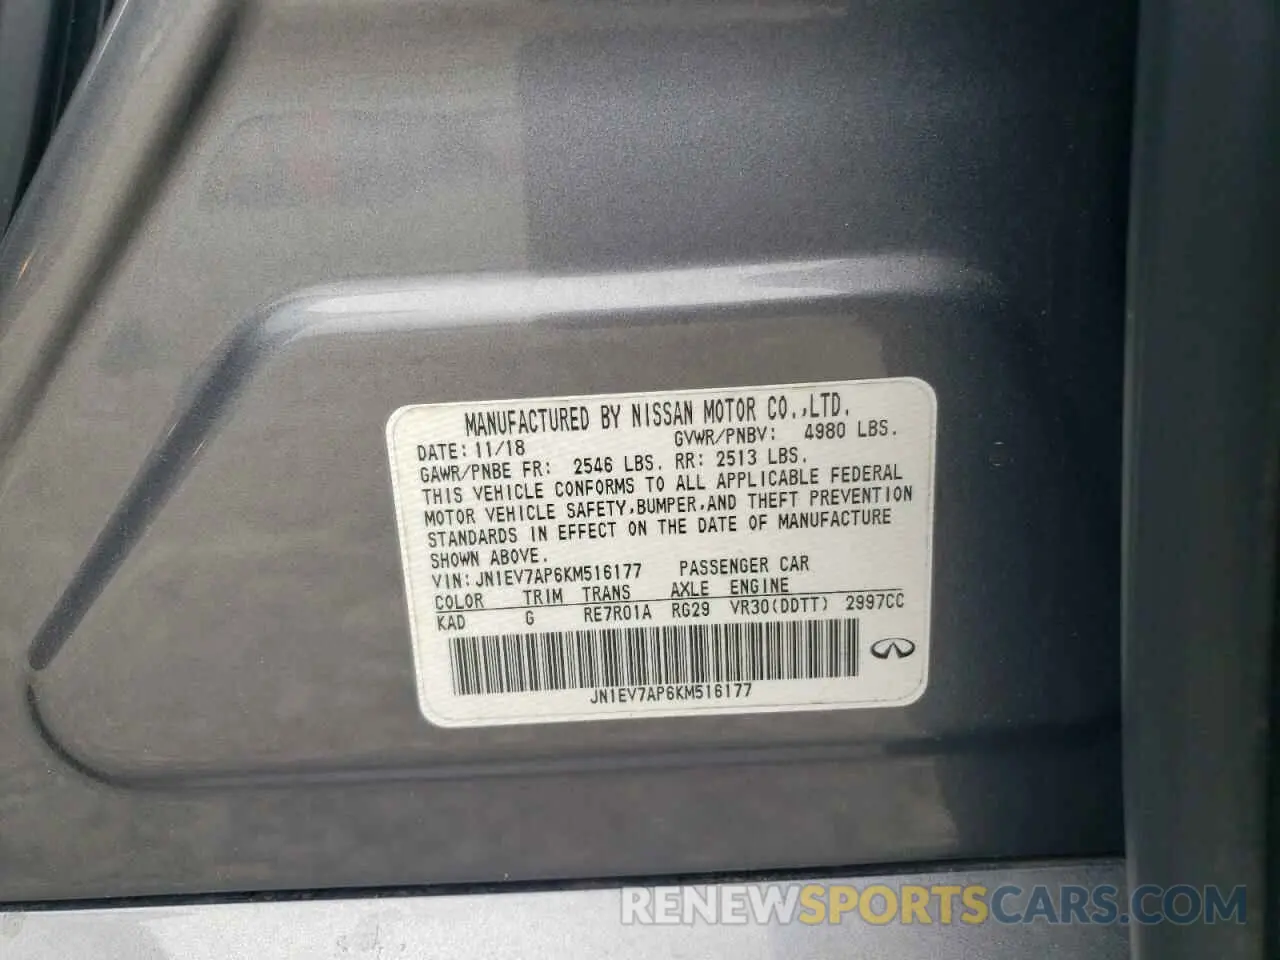 MANUFACTURED BY NISSAN MOTOR CO.,LTD.
DATE: 11/18 GVWR/PNBV: 4980 LBS.
GAWR/PNBE FR: 2546 LBS. RR: 2513 LBS.
THIS VEHICLE CONFORMS TO ALL APPLICABLE FEDERAL
MOTOR VEHICLE SAFETY,BUMPER,AND THEFT PREVENTION
STANDARDS IN EFFECT ON THE DATE OF MANUFACTURE
SHOWN ABOVE.
VIN: JN1EV7AP6KM516177 PASSENGER CAR
COLOR TRIM TRANS AXLE ENGINE
KAD G RE7R01A RG29 VR30(DDTT) 2997CC
JN1EV7AP6KM516177
RENEWSPORTSCARS.COM